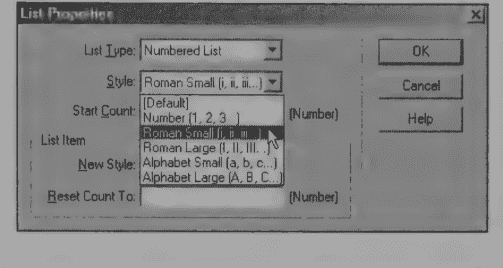 List Properties
List Type: Numbered List
OK
Style: Roman Small (i, ii, iii...)
Cancel
Start Count: (Number)
[Default]
Number (1, 2, 3...)
Help
Roman Small (i, ii, iii...)
List Item
Roman Large (I, II, III...)
New Style: Alphabet Small (a, b, c...)
Alphabet Large (A, B, C...)
Reset Count To: (Number)